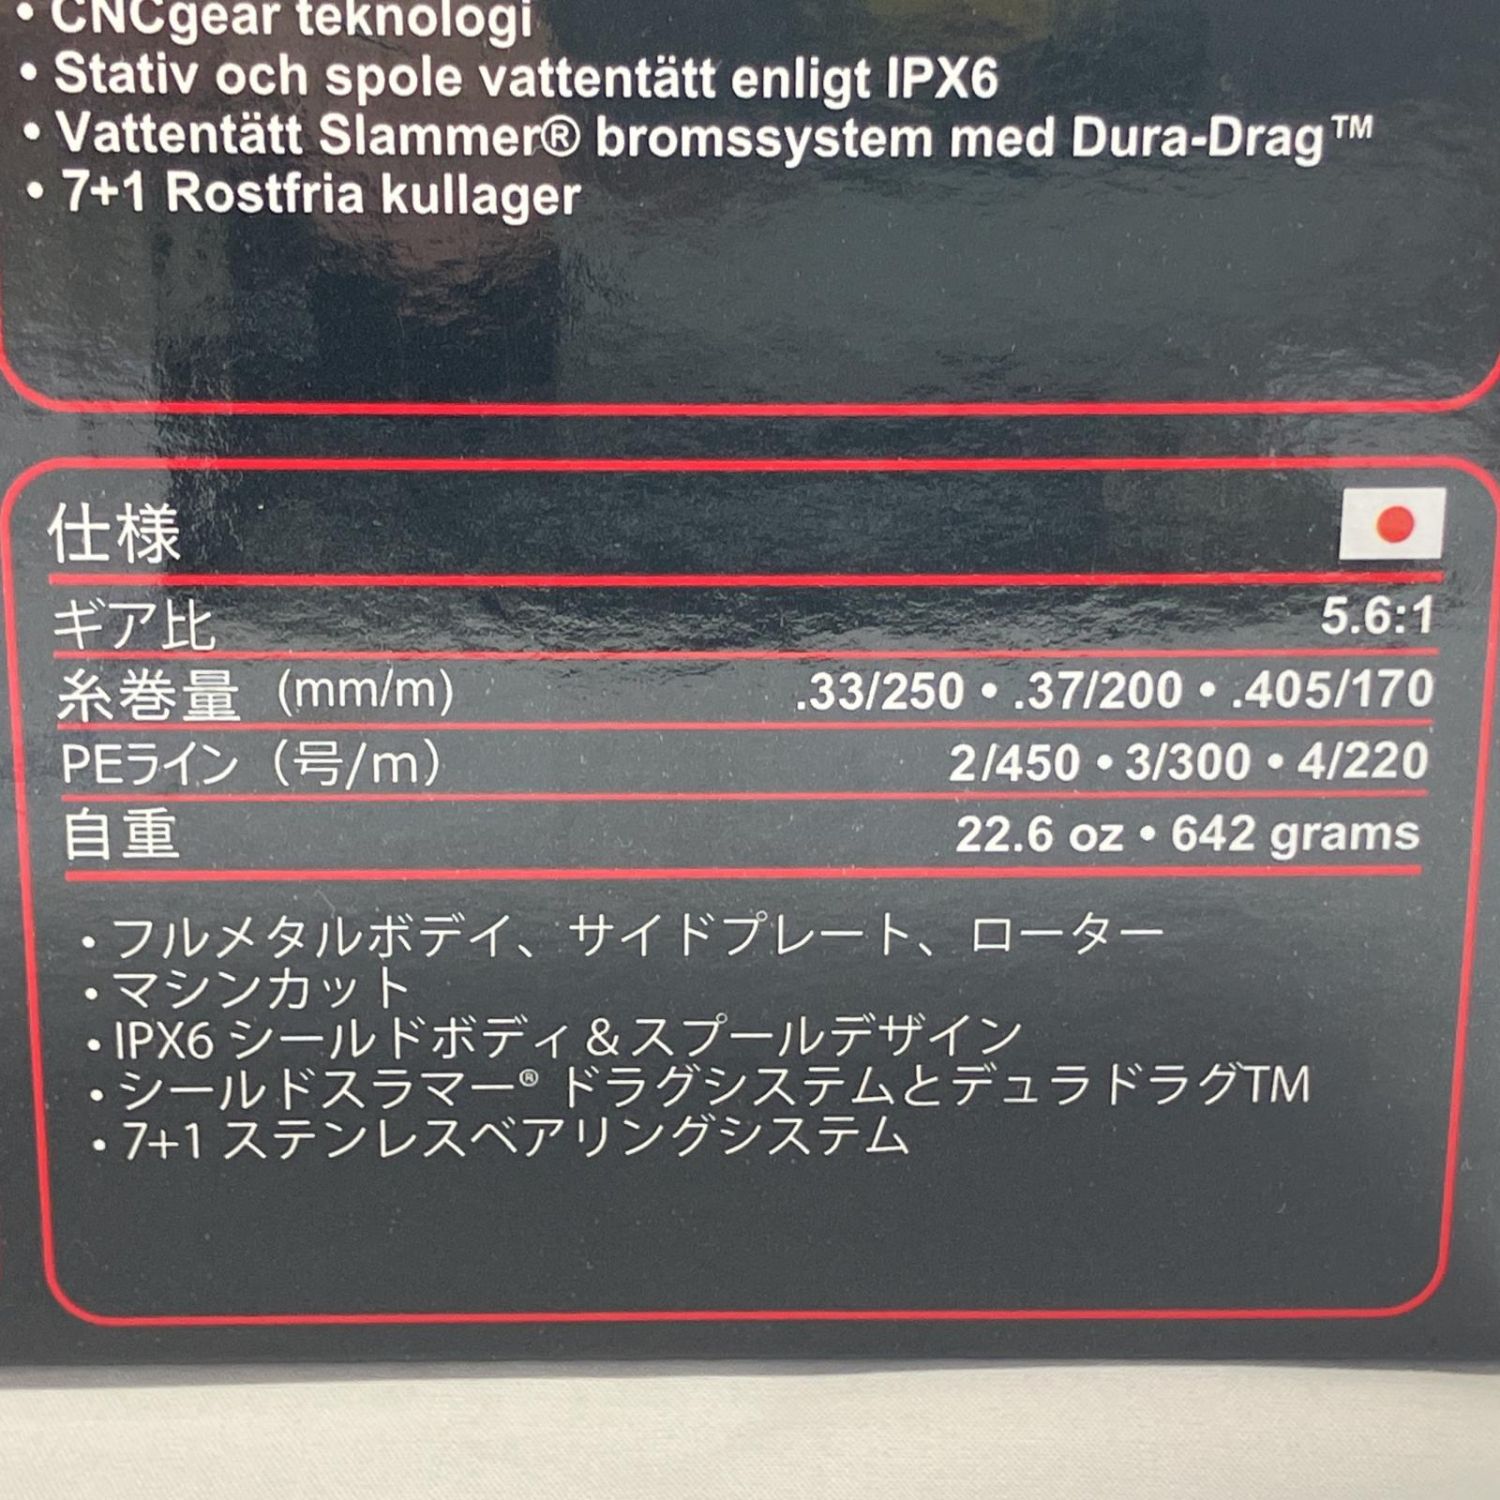 • CNCgear teknologi
• Stativ och spole vattentätt enligt IPX6
• Vattentätt Slammer® bromssystem med Dura-Drag™
• 7+1 Rostfria kullager
仕様
ギア比 5.6:1
糸巻量 (mm/m) .33/250 • .37/200 • .405/170
PEライン（号/m） 2/450 • 3/300 • 4/220
自重 22.6 oz • 642 grams
• フルメタルボデイ、サイドプレート、ローター
• マシンカット
• IPX6 シールドボディ＆スプールデザイン
• シールドスラマー® ドラグシステムとデュラドラグTM
• 7+1 ステンレスベアリングシステム